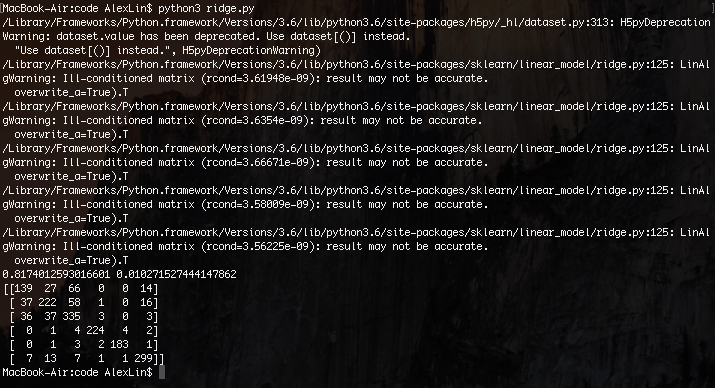 [MacBook-Air:code AlexLin$ python3 ridge.py
/Library/Frameworks/Python.framework/Versions/3.6/lib/python3.6/site-packages/h5py/_hl/dataset.py:313: H5pyDeprecation
Warning: dataset.value has been deprecated. Use dataset[()] instead.
  "Use dataset[()] instead.", H5pyDeprecationWarning)
/Library/Frameworks/Python.framework/Versions/3.6/lib/python3.6/site-packages/sklearn/linear_model/ridge.py:125: LinAl
gWarning: Ill-conditioned matrix (rcond=3.61948e-09): result may not be accurate.
  overwrite_a=True).T
/Library/Frameworks/Python.framework/Versions/3.6/lib/python3.6/site-packages/sklearn/linear_model/ridge.py:125: LinAl
gWarning: Ill-conditioned matrix (rcond=3.6354e-09): result may not be accurate.
  overwrite_a=True).T
/Library/Frameworks/Python.framework/Versions/3.6/lib/python3.6/site-packages/sklearn/linear_model/ridge.py:125: LinAl
gWarning: Ill-conditioned matrix (rcond=3.66671e-09): result may not be accurate.
  overwrite_a=True).T
/Library/Frameworks/Python.framework/Versions/3.6/lib/python3.6/site-packages/sklearn/linear_model/ridge.py:125: LinAl
gWarning: Ill-conditioned matrix (rcond=3.58009e-09): result may not be accurate.
  overwrite_a=True).T
/Library/Frameworks/Python.framework/Versions/3.6/lib/python3.6/site-packages/sklearn/linear_model/ridge.py:125: LinAl
gWarning: Ill-conditioned matrix (rcond=3.56225e-09): result may not be accurate.
  overwrite_a=True).T
0.8174012593016601 0.010271527444147862
[[139  27  66   0   0  14]
 [ 37 222  58   1   0  16]
 [ 36  37 335   3   0   3]
 [  0   1   4 224   4   2]
 [  0   1   3   2 183   1]
 [  7  13   7   1   1 299]]
MacBook-Air:code AlexLin$